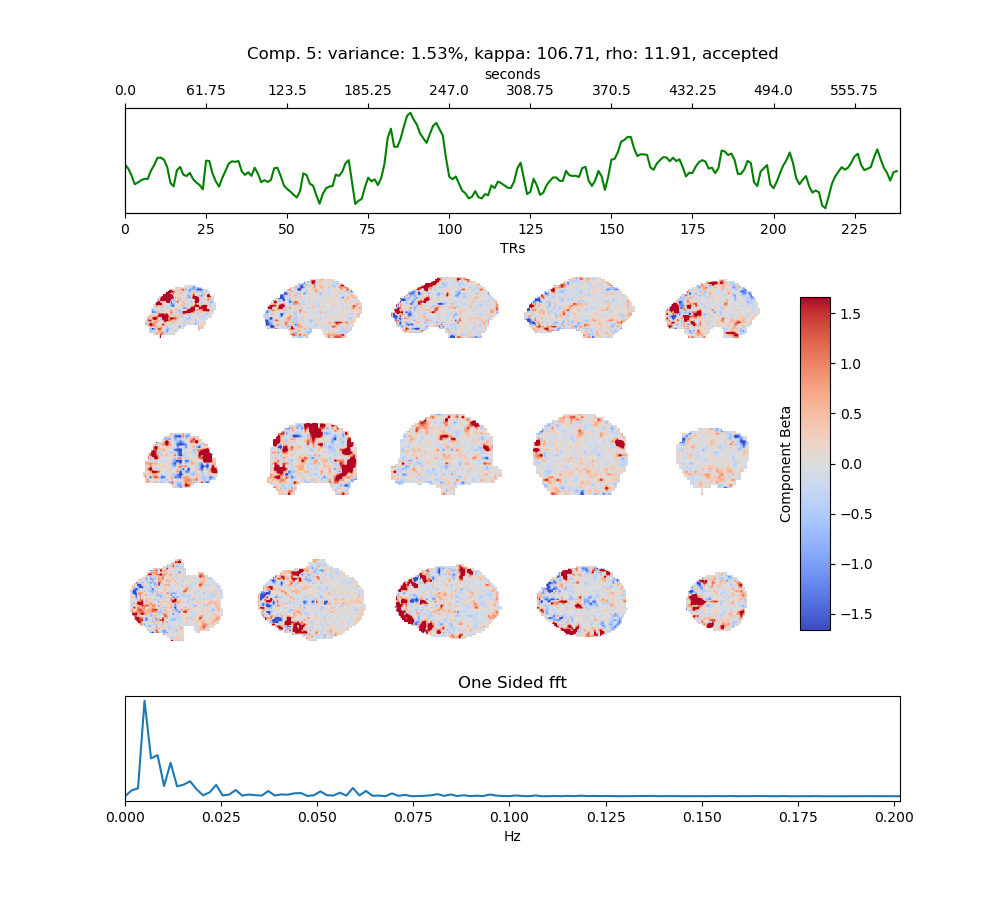 Comp. 5: variance: 1.53%, kappa: 106.71, rho: 11.91, accepted
seconds
0.0 61.75 123.5 185.25 247.0 308.75 370.5 432.25 494.0 555.75
0 25 50 75 100 125 150 175 200 225
TRs
1.5
1.0
0.5
0.0
−0.5
−1.0
−1.5
Component Beta
One Sided fft
0.000 0.025 0.050 0.075 0.100 0.125 0.150 0.175 0.200
Hz